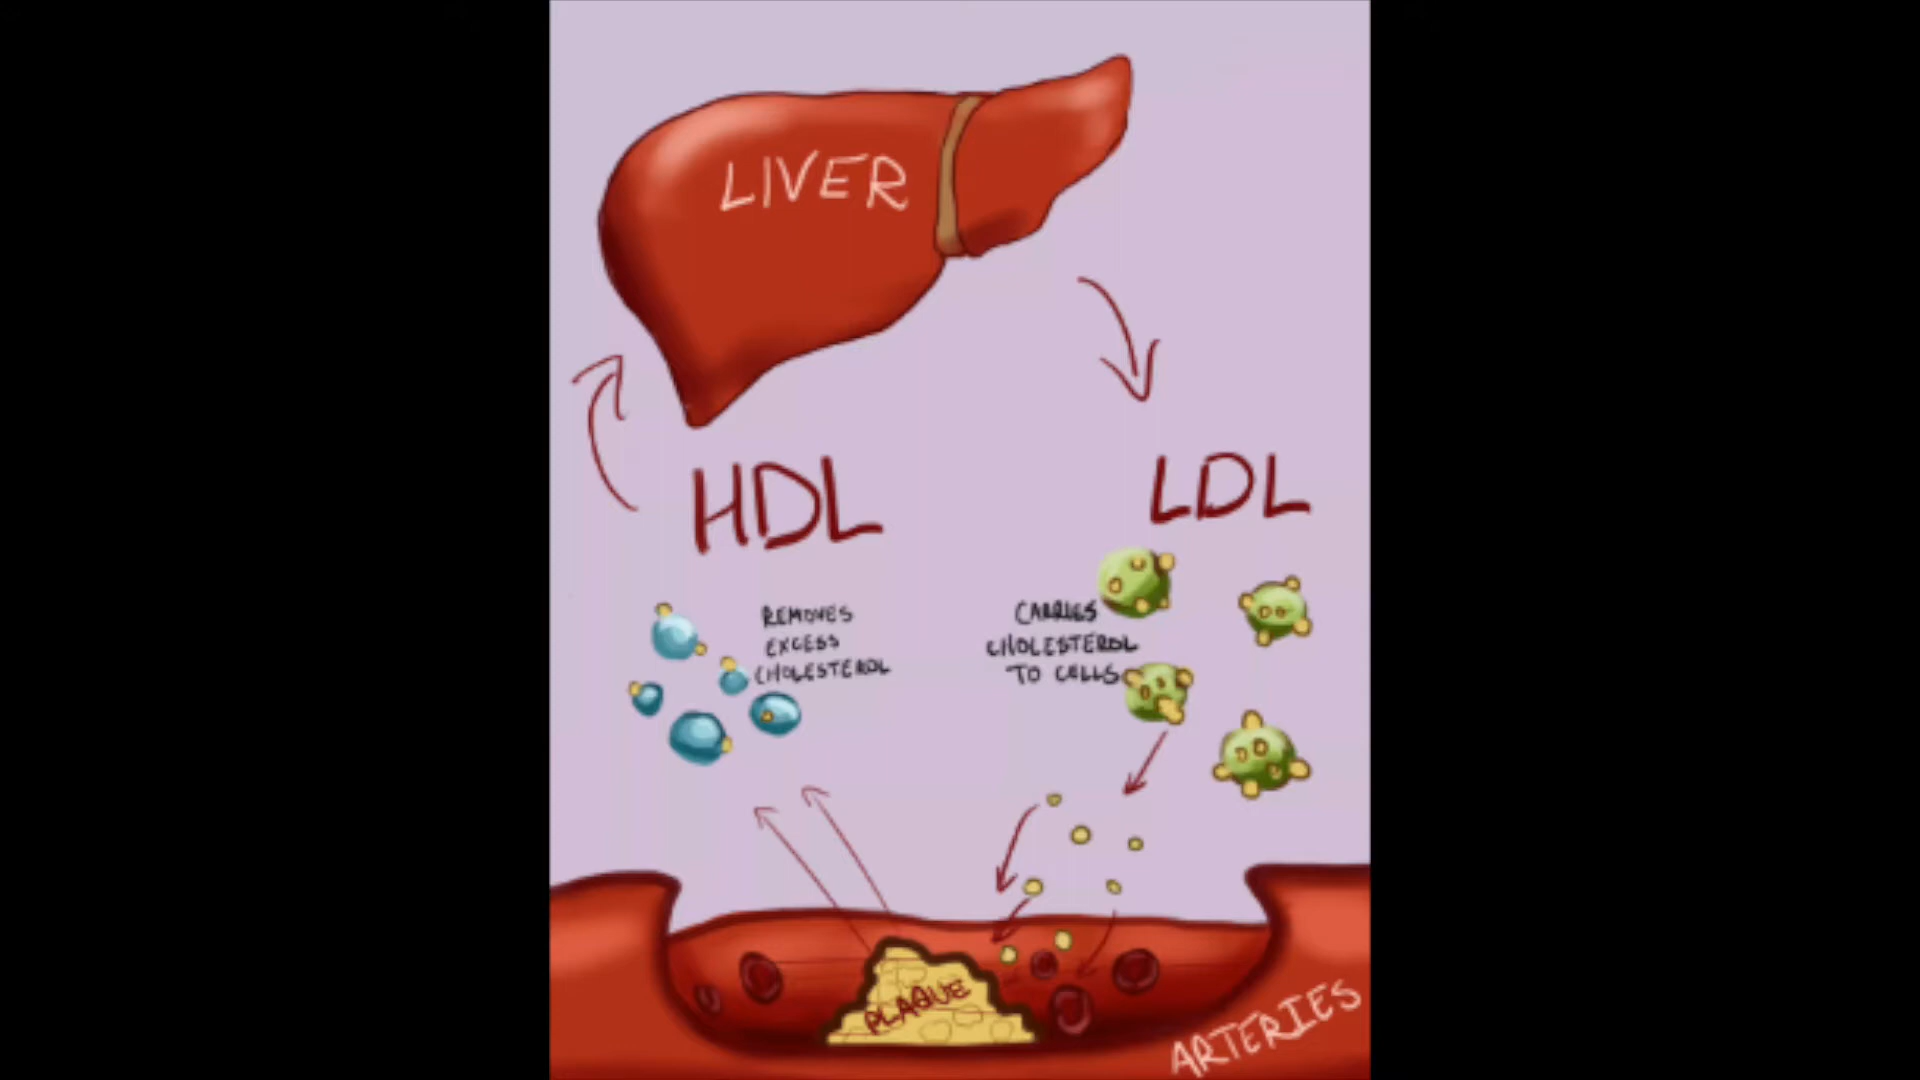 LIVER
HDL
LDL
REMOVES
EXCESS
CHOLESTEROL
CARRIES
CHOLESTEROL
TO CELLS
PLAQUE
ARTERIES